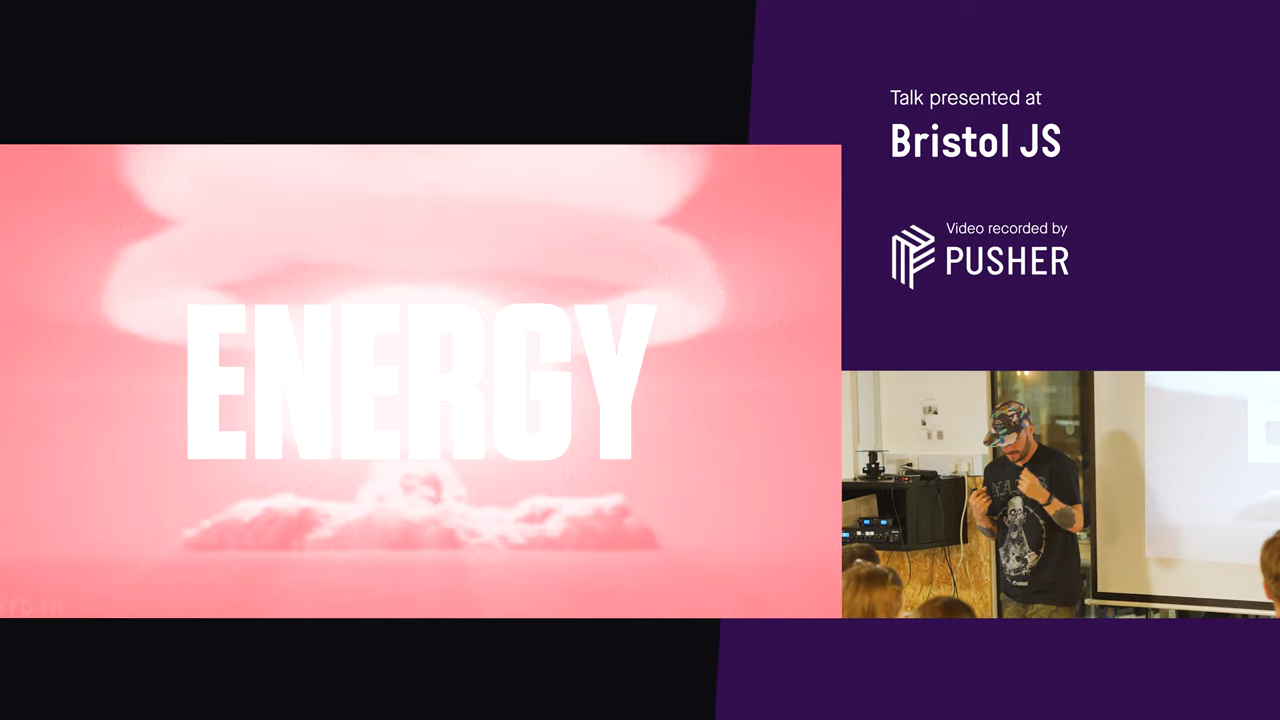 ENERGY
Talk presented at
Bristol JS
Video recorded by
PUSHER